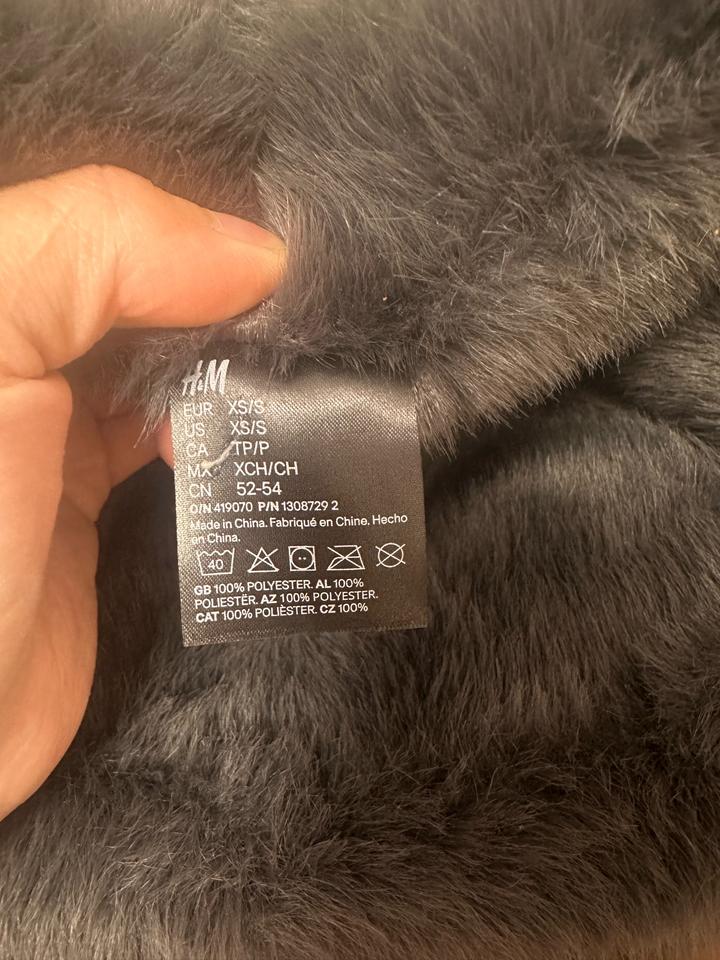 H&M
EUR XS/S
US XS/S
CA TP/P
MX XCH/CH
CN 52-54
O/N 419070 P/N 1308729 2
Made in China. Fabriqué en Chine. Hecho
en China.
40
GB 100% POLYESTER. AL 100%
POLIESTËR. AZ 100% POLYESTER.
CAT 100% POLIÈSTER. CZ 100%